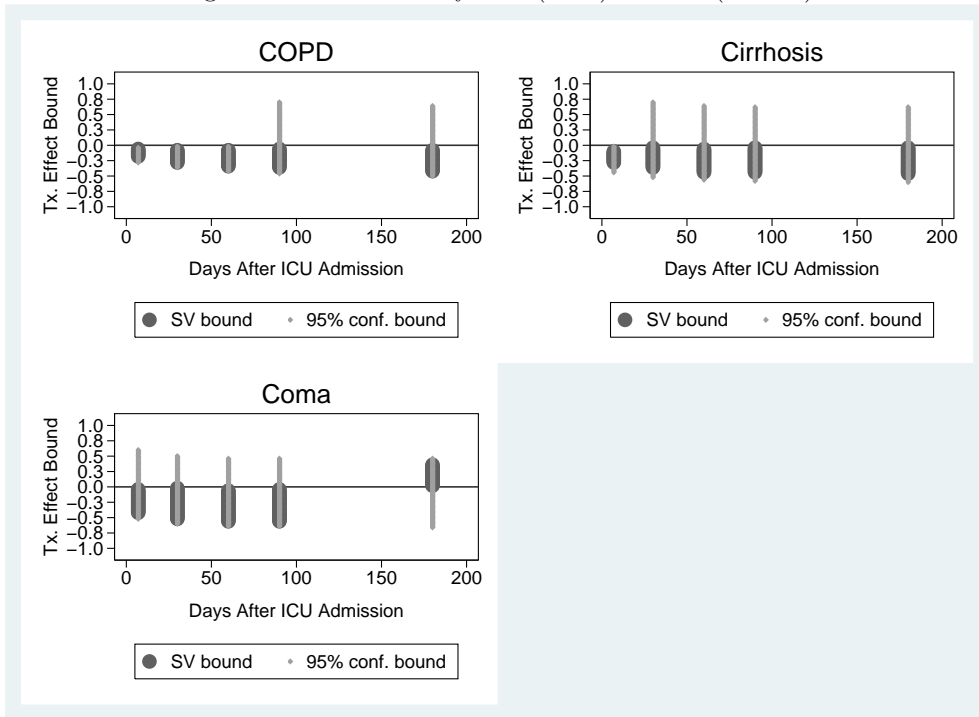 COPD
Tx. Effect Bound
1.0
0.8
0.5
0.3
0.0
−0.3
−0.5
−0.8
−1.0
0 50 100 150 200
Days After ICU Admission
SV bound 95% conf. bound
Cirrhosis
Tx. Effect Bound
1.0
0.8
0.5
0.3
0.0
−0.3
−0.5
−0.8
−1.0
0 50 100 150 200
Days After ICU Admission
SV bound 95% conf. bound
Coma
Tx. Effect Bound
1.0
0.8
0.5
0.3
0.0
−0.3
−0.5
−0.8
−1.0
0 50 100 150 200
Days After ICU Admission
SV bound 95% conf. bound